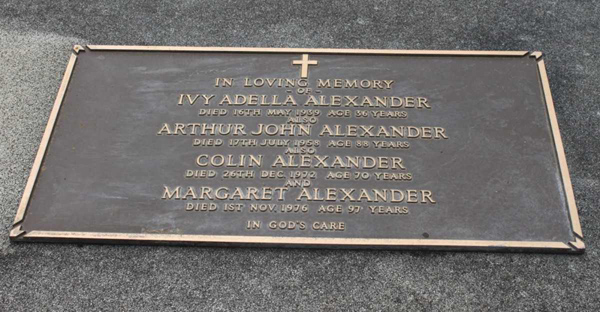 IN LOVING MEMORY
- OF -
IVY ADELLA ALEXANDER
DIED 16TH MAY 1939 AGE 36 YEARS
ALSO
ARTHUR JOHN ALEXANDER
DIED 17TH JULY 1958 AGE 88 YEARS
ALSO
COLIN ALEXANDER
DIED 26TH DEC 1972 AGE 70 YEARS
AND
MARGARET ALEXANDER
DIED 1ST NOV. 1976 AGE 97 YEARS
IN GOD'S CARE